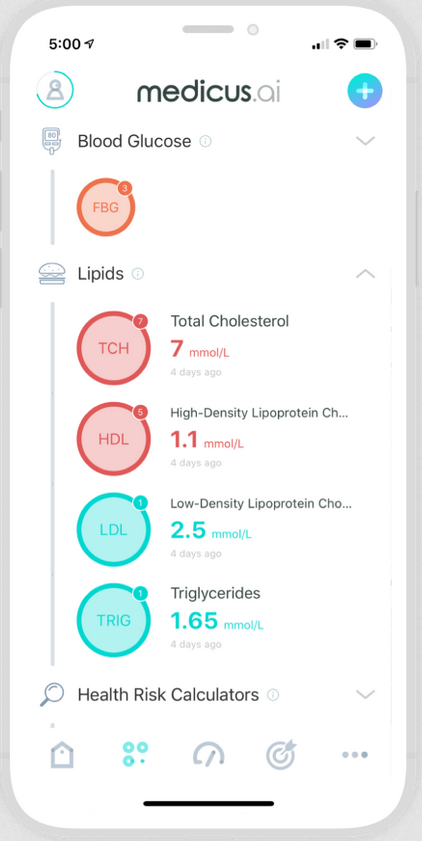 5:00
medicus.ai
80
Blood Glucose
3
FBG
Lipids
7
TCH
Total Cholesterol
7 mmol/L
4 days ago
5
HDL
High-Density Lipoprotein Ch...
1.1 mmol/L
4 days ago
1
LDL
Low-Density Lipoprotein Cho...
2.5 mmol/L
4 days ago
1
TRIG
Triglycerides
1.65 mmol/L
4 days ago
Health Risk Calculators